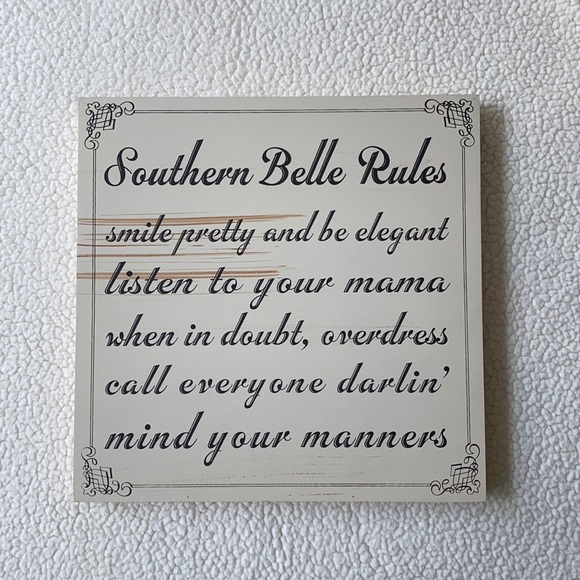 Southern Belle Rules
smile pretty and be elegant
listen to your mama
when in doubt, overdress
call everyone darlin'
mind your manners